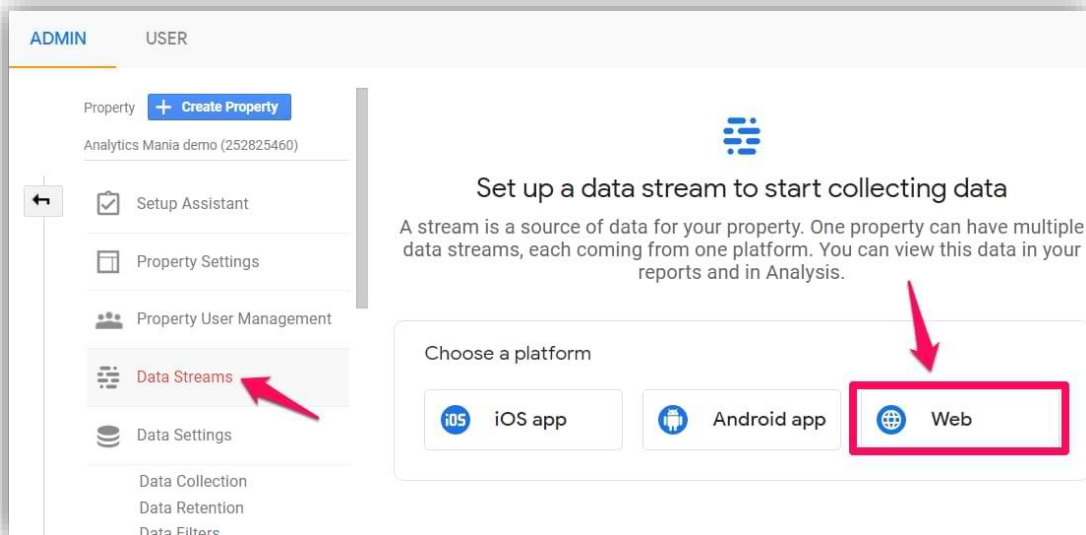 ADMIN
USER
Property
+ Create Property
Analytics Mania demo (252825460)
Setup Assistant
Property Settings
Property User Management
Data Streams
Data Settings
Data Collection
Data Retention
Data Filters
Set up a data stream to start collecting data
A stream is a source of data for your property. One property can have multiple
data streams, each coming from one platform. You can view this data in your
reports and in Analysis.
Choose a platform
iOS
iOS app
Android app
Web